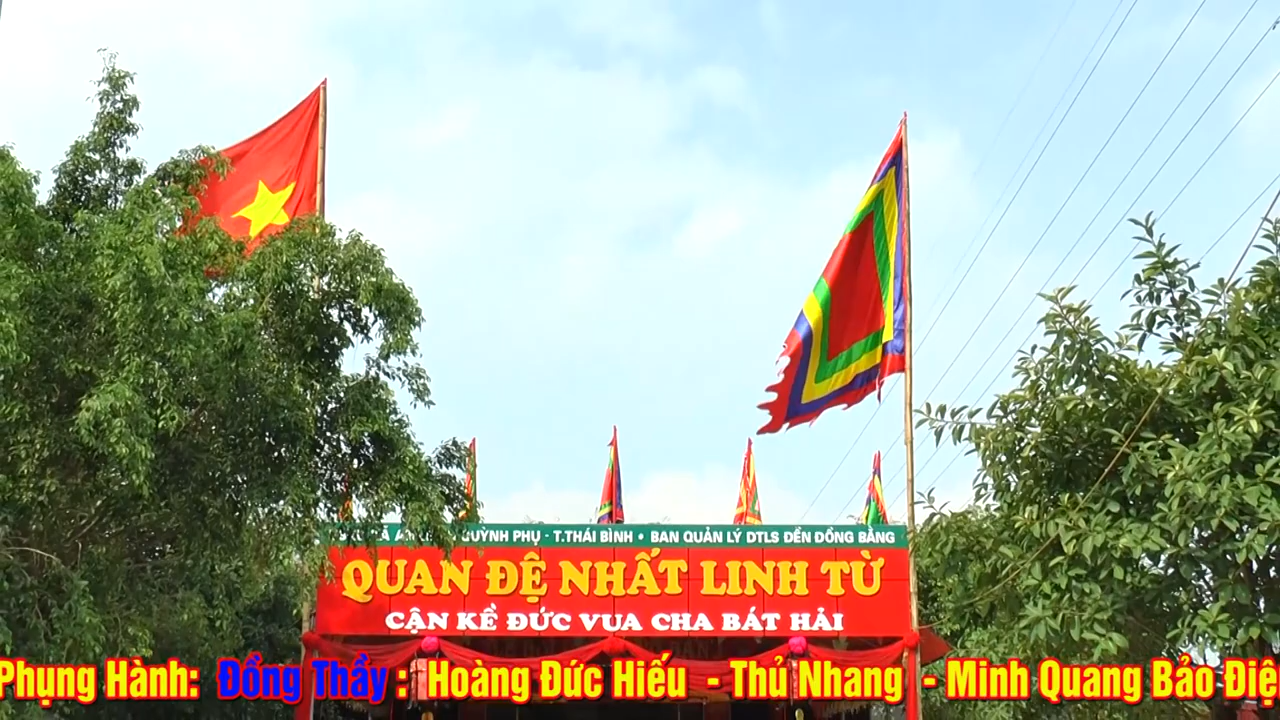 QUỲNH PHỤ - T.THÁI BÌNH • BAN QUẢN LÝ DTLS ĐỀN ĐỒNG BẰNG
QUAN ĐỆ NHẤT LINH TỪ
CẬN KỀ ĐỨC VUA CHA BÁT HẢI
Phụng Hành: Đồng Thầy : Hoàng Đức Hiếu - Thủ Nhang - Minh Quang Bảo Điệ